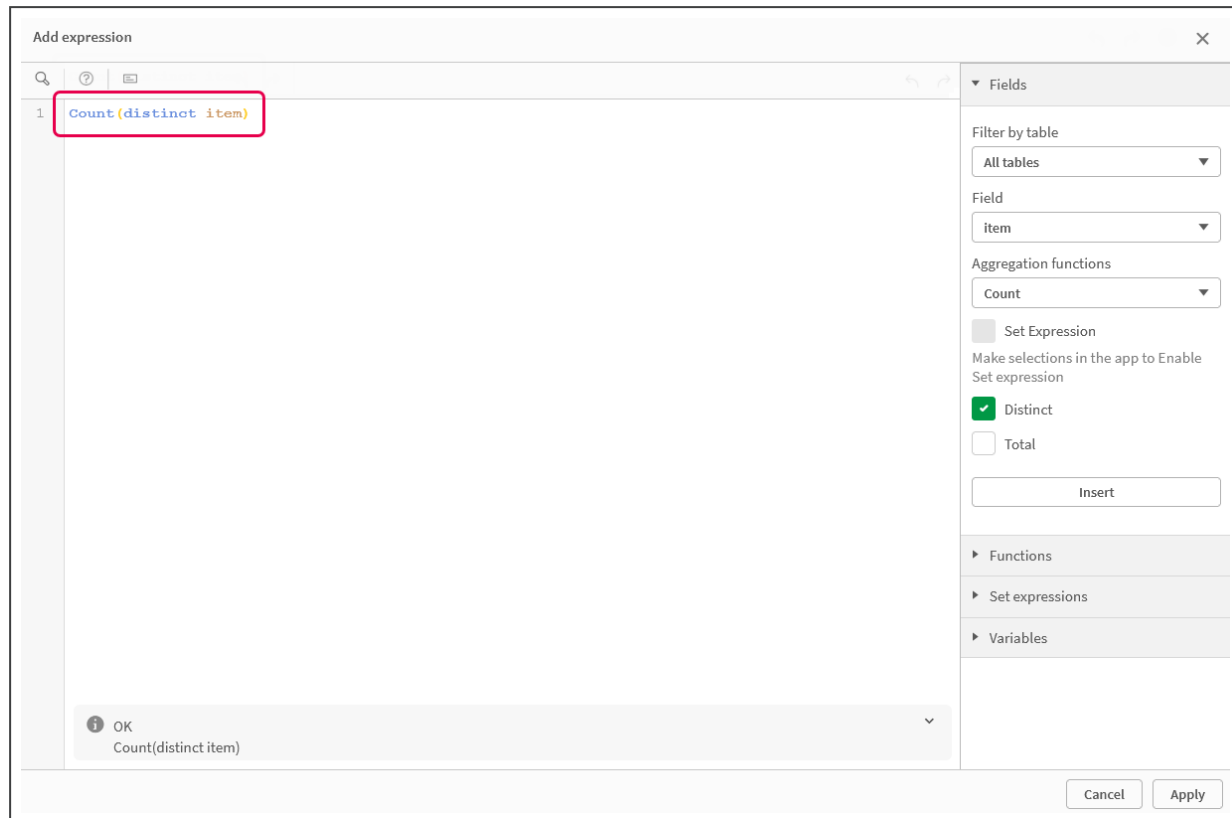 Add expression
1 Count(distinct item)
OK
Count(distinct item)
Fields
Filter by table
All tables
Field
item
Aggregation functions
Count
Set Expression
Make selections in the app to Enable
Set expression
Distinct
Total
Insert
Functions
Set expressions
Variables
Cancel Apply